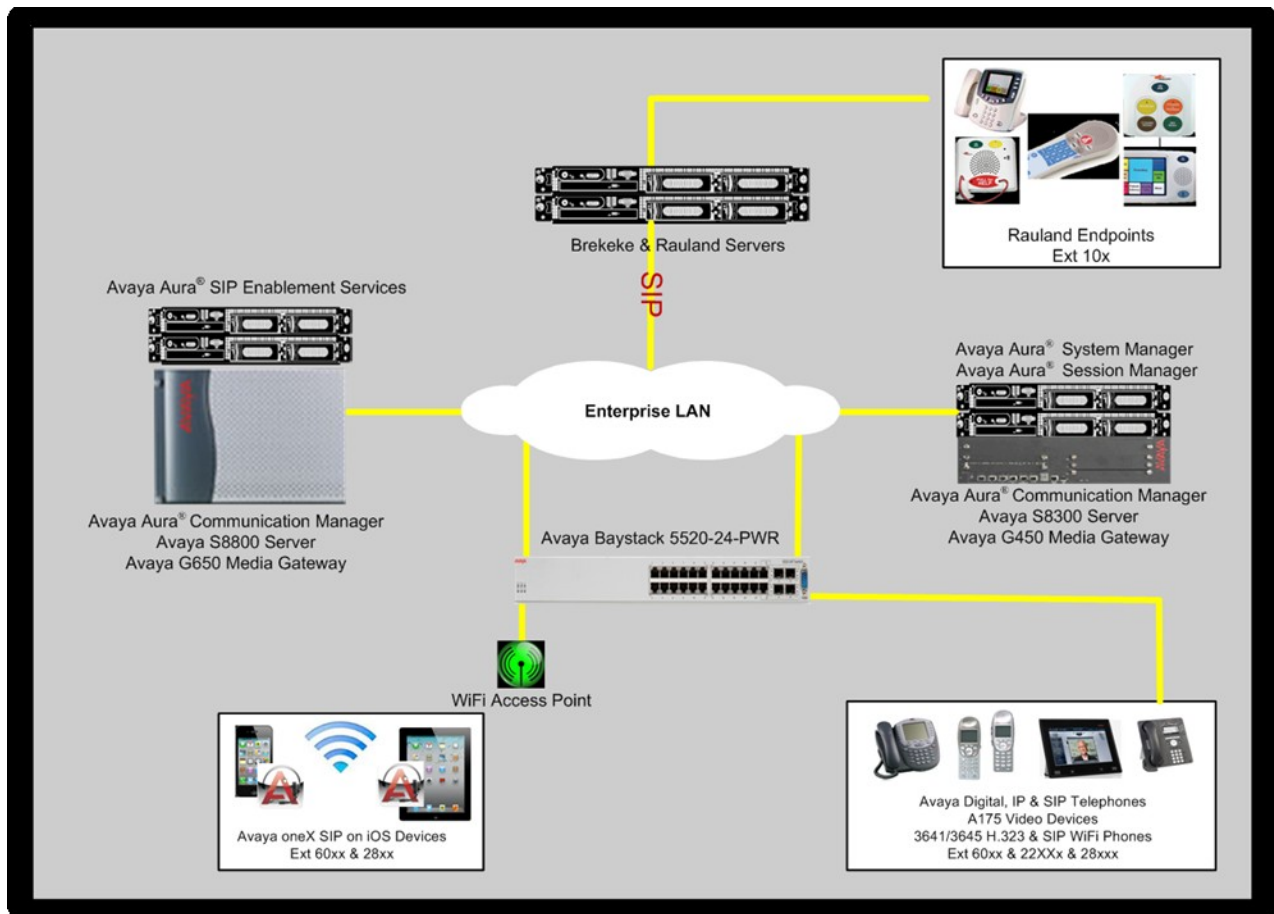 Rauland Endpoints
Ext 10x
Brekeke & Rauland Servers
SIP
Avaya Aura® SIP Enablement Services
Avaya Aura® System Manager
Avaya Aura® Session Manager
Enterprise LAN
Avaya Aura® Communication Manager
Avaya S8800 Server
Avaya G650 Media Gateway
Avaya Aura® Communication Manager
Avaya S8300 Server
Avaya G450 Media Gateway
Avaya Baystack 5520-24-PWR
WiFi Access Point
Avaya oneX SIP on iOS Devices
Ext 60xx & 28xx
Avaya Digital, IP & SIP Telephones
A175 Video Devices
3641/3645 H.323 & SIP WiFi Phones
Ext 60xx & 22XXx & 28xxx